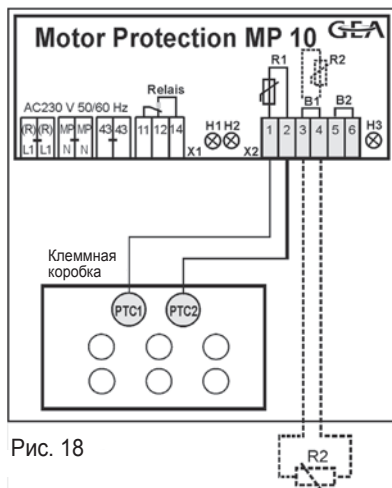 Motor Protection MP 10 GEA
R1 R2
Relais
AC230 V 50/60 Hz B1 B2
(R) (R) MP MP 43 43 11 12 14 H1 H2 1 2 3 4 5 6 H3
L1 L1 N N X1 X2
Клеммная
коробка
PTC1 PTC2
Рис. 18
R2